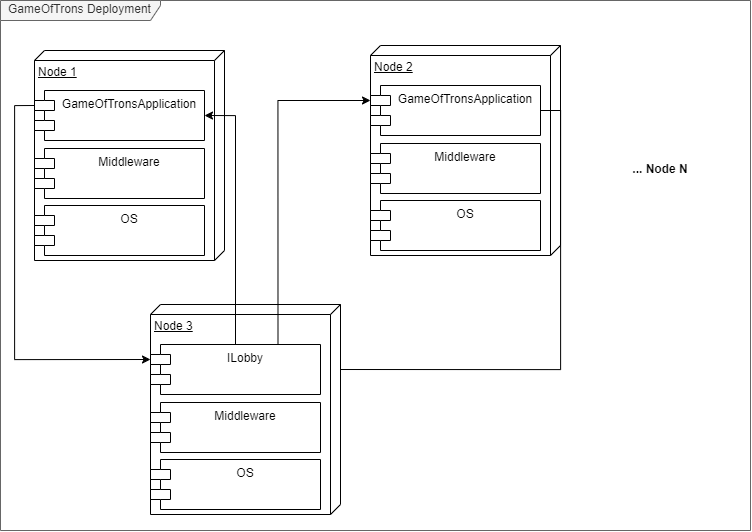 GameOfTrons Deployment
Node 1
GameOfTronsApplication
Middleware
OS
Node 2
GameOfTronsApplication
Middleware
OS
... Node N
Node 3
ILobby
Middleware
OS